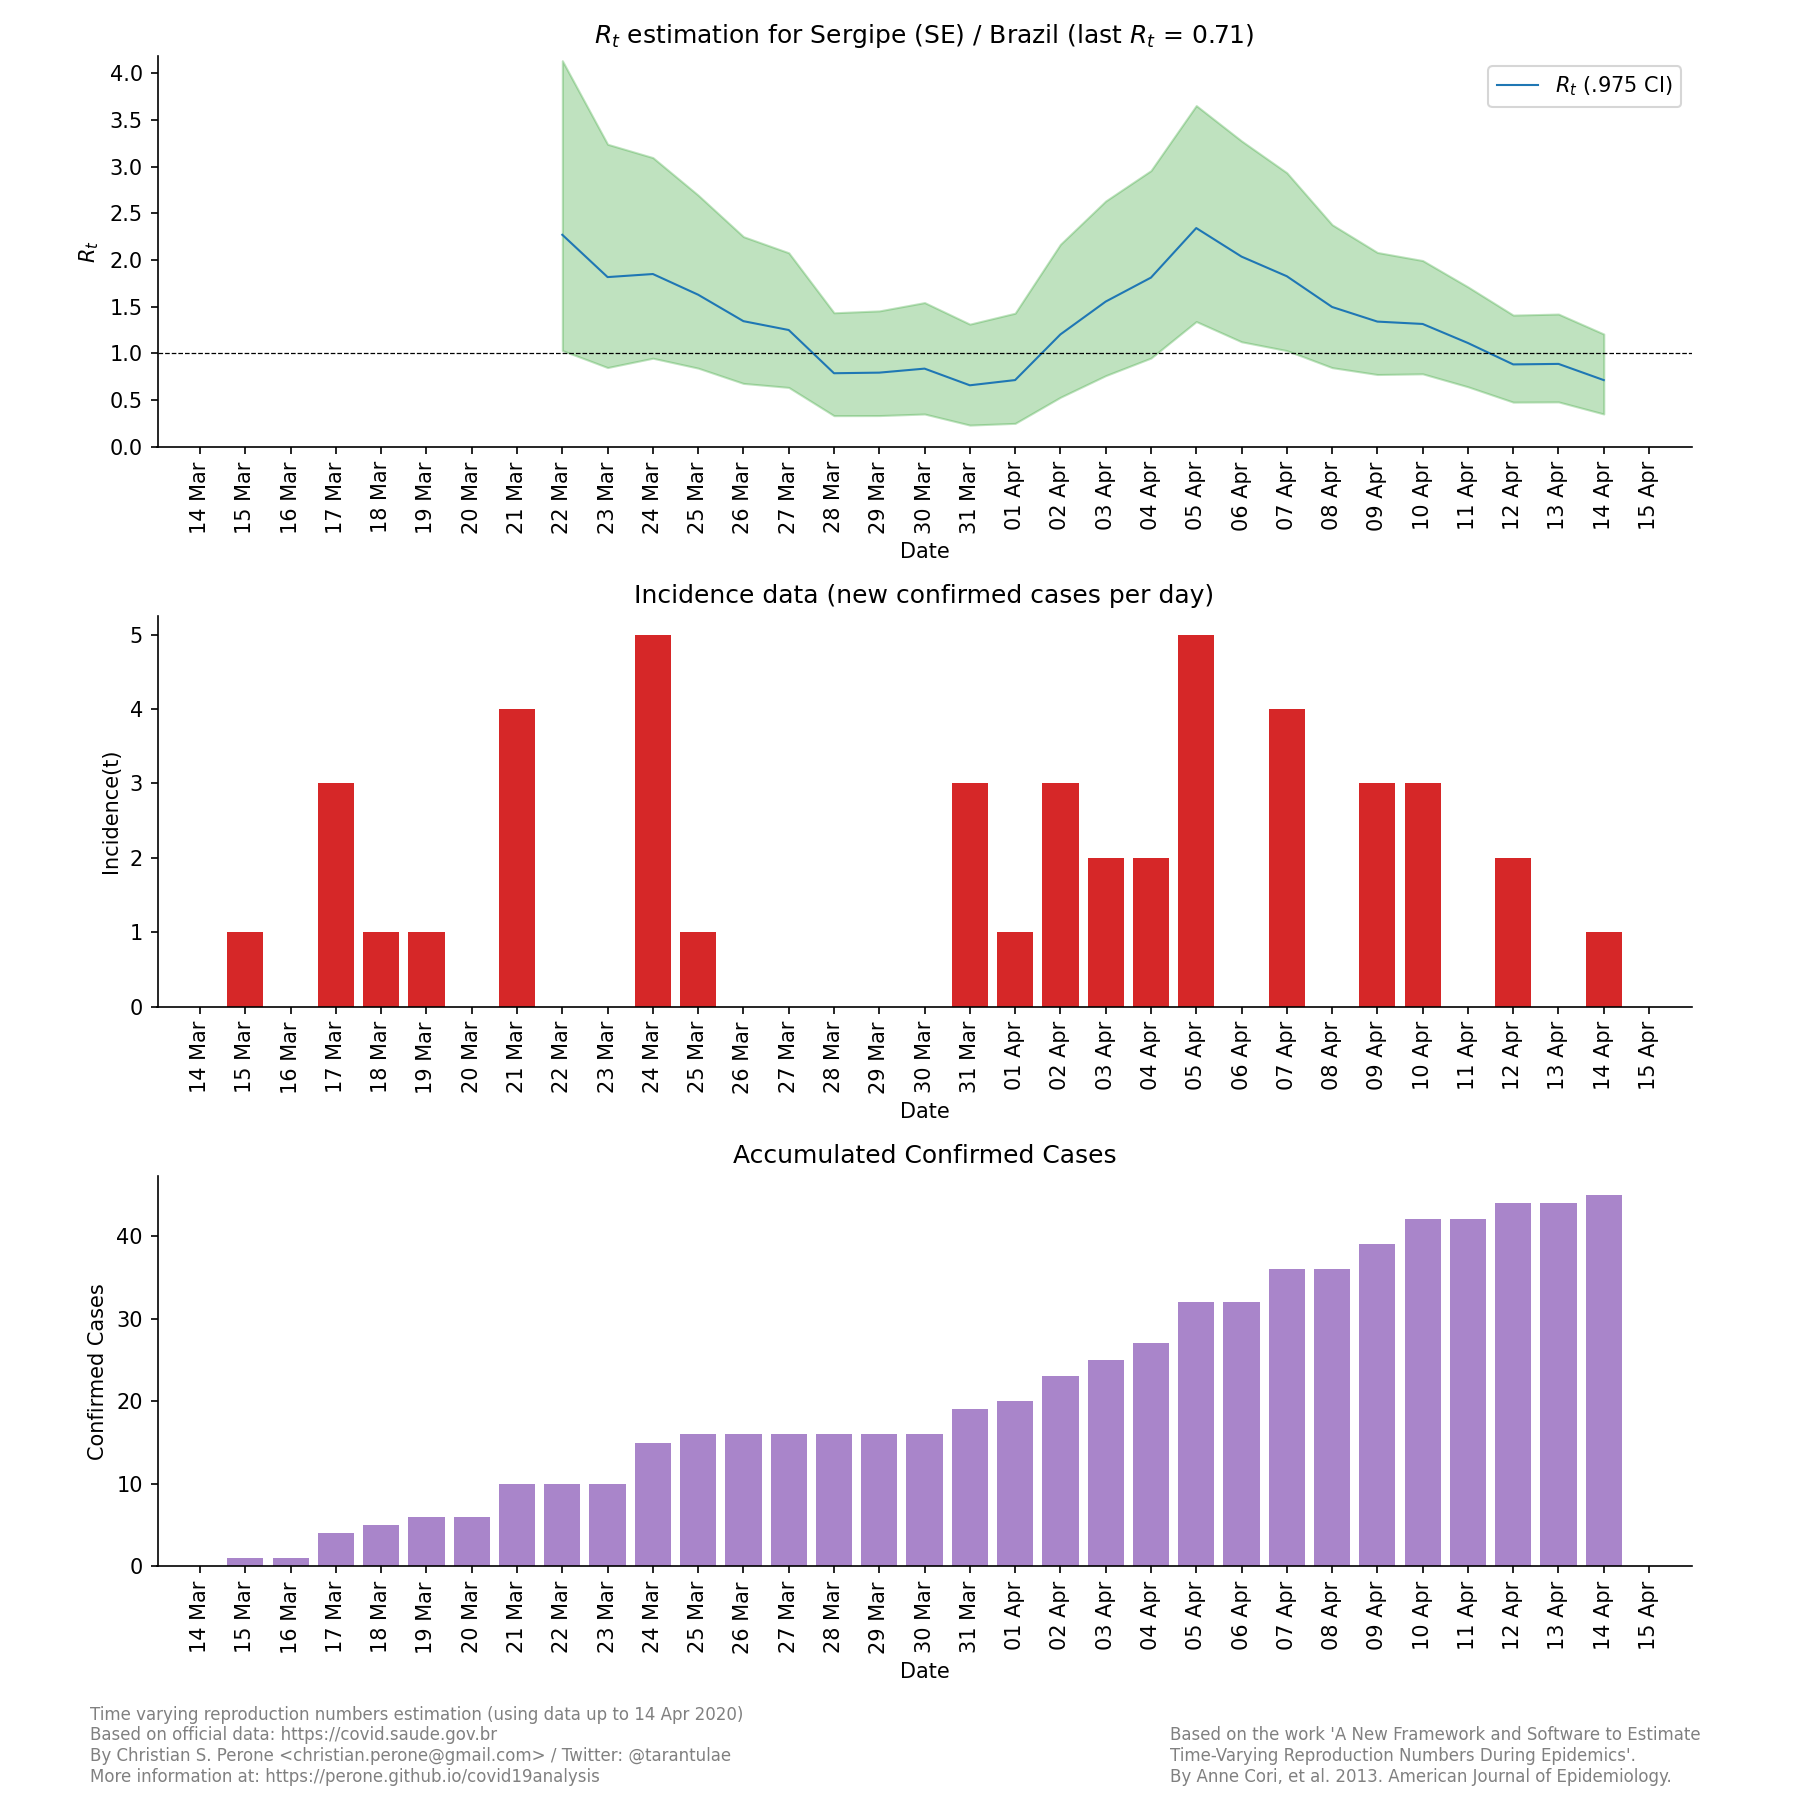 Rt estimation for Sergipe (SE) / Brazil (last Rt = 0.71)
Rt (.975 CI)
4.0
3.5
3.0
2.5
2.0
1.5
1.0
0.5
0.0
Rt
14 Mar 15 Mar 16 Mar 17 Mar 18 Mar 19 Mar 20 Mar 21 Mar 22 Mar 23 Mar 24 Mar 25 Mar 26 Mar 27 Mar 28 Mar 29 Mar 30 Mar 31 Mar 01 Apr 02 Apr 03 Apr 04 Apr 05 Apr 06 Apr 07 Apr 08 Apr 09 Apr 10 Apr 11 Apr 12 Apr 13 Apr 14 Apr 15 Apr
Date
Incidence data (new confirmed cases per day)
5
4
3
2
1
0
Incidence(t)
14 Mar 15 Mar 16 Mar 17 Mar 18 Mar 19 Mar 20 Mar 21 Mar 22 Mar 23 Mar 24 Mar 25 Mar 26 Mar 27 Mar 28 Mar 29 Mar 30 Mar 31 Mar 01 Apr 02 Apr 03 Apr 04 Apr 05 Apr 06 Apr 07 Apr 08 Apr 09 Apr 10 Apr 11 Apr 12 Apr 13 Apr 14 Apr 15 Apr
Date
Accumulated Confirmed Cases
40
30
20
10
0
Confirmed Cases
14 Mar 15 Mar 16 Mar 17 Mar 18 Mar 19 Mar 20 Mar 21 Mar 22 Mar 23 Mar 24 Mar 25 Mar 26 Mar 27 Mar 28 Mar 29 Mar 30 Mar 31 Mar 01 Apr 02 Apr 03 Apr 04 Apr 05 Apr 06 Apr 07 Apr 08 Apr 09 Apr 10 Apr 11 Apr 12 Apr 13 Apr 14 Apr 15 Apr
Date
Time varying reproduction numbers estimation (using data up to 14 Apr 2020)
Based on official data: https://covid.saude.gov.br
By Christian S. Perone <christian.perone@gmail.com> / Twitter: @tarantulae
More information at: https://perone.github.io/covid19analysis
Based on the work 'A New Framework and Software to Estimate
Time-Varying Reproduction Numbers During Epidemics'.
By Anne Cori, et al. 2013. American Journal of Epidemiology.